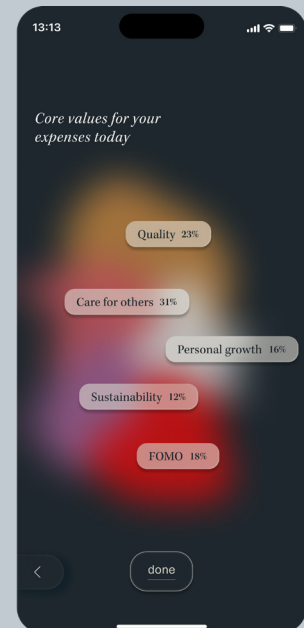 13:13
Core values for your
expenses today
Quality 23%
Care for others 31%
Personal growth 16%
Sustainability 12%
FOMO 18%
done